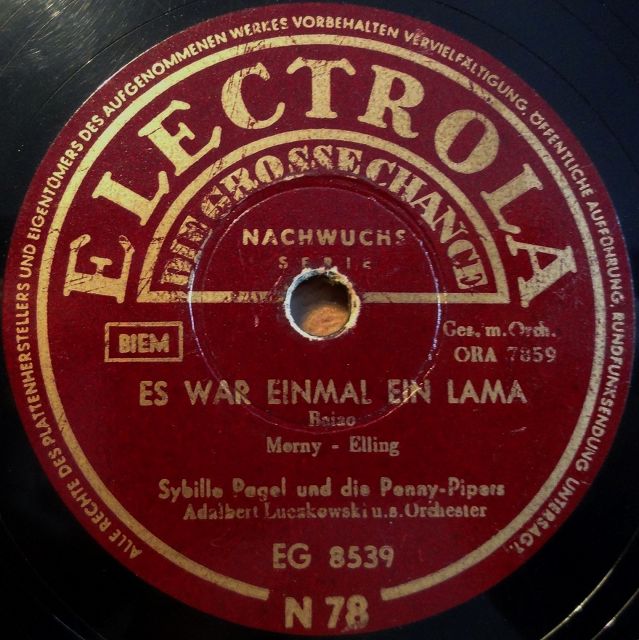 ALLE RECHTE DES PLATTENHERSTELLERS UND EIGENTÜMERS DES AUFGENOMMENEN WERKES VORBEHALTEN VERVIELFÄLTIGUNG, ÖFFENTLICHE AUFFÜHRUNG, RUNDFUNKSENDUNG UNTERSAGT.
ELECTROLA
DIE GROSSE CHANCE
NACHWUCHS
SERIE
BIEM
Ges. m. Orch.
ORA 7859
ES WAR EINMAL EIN LAMA
Baiao
Morny - Elling
Sybille Pagel und die Penny-Pipers
Adalbert Luczkowski u.s. Orchester
EG 8539
N 78